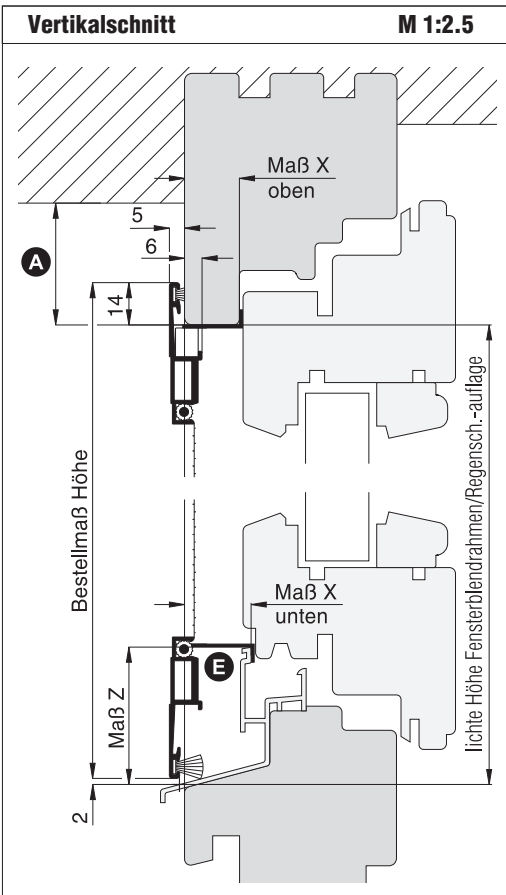 Vertikalschnitt M 1:2.5
Maß X
oben
5
6
A
14
Bestellmaß Höhe
lichte Höhe Fensterblendrahmen/Regensch.-auflage
Maß X
unten
E
Maß Z
2